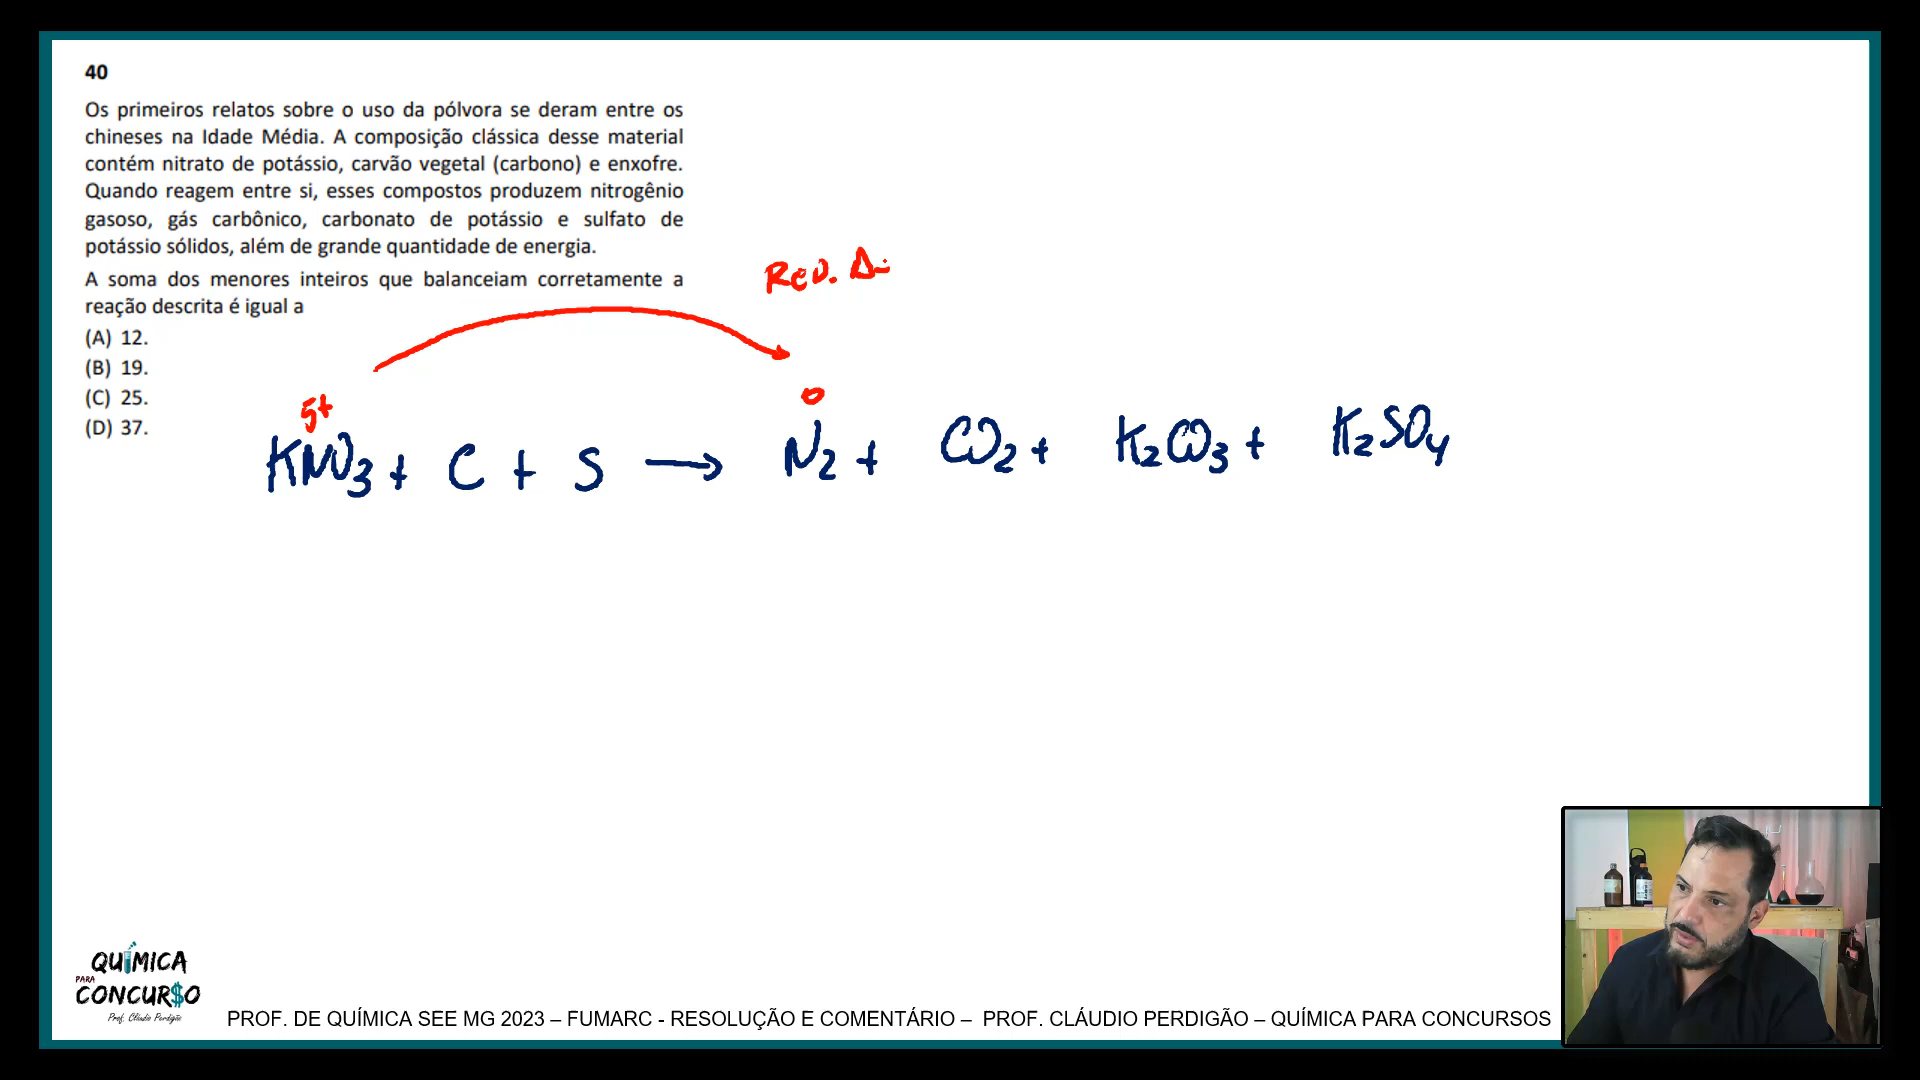 40
Os primeiros relatos sobre o uso da pólvora se deram entre os
chineses na Idade Média. A composição clássica desse material
contém nitrato de potássio, carvão vegetal (carbono) e enxofre.
Quando reagem entre si, esses compostos produzem nitrogênio
gasoso, gás carbônico, carbonato de potássio e sulfato de
potássio sólidos, além de grande quantidade de energia.
A soma dos menores inteiros que balanceiam corretamente a
reação descrita é igual a
(A) 12.
(B) 19.
(C) 25.
(D) 37.
Red. Δ=
5+ 0
KNO3 + C + S → N2 + CO2 + K2CO3 + K2SO4
QUÍMICA
PARA
CONCUR$O
Prof. Cláudio Perdigão
PROF. DE QUÍMICA SEE MG 2023 – FUMARC - RESOLUÇÃO E COMENTÁRIO – PROF. CLÁUDIO PERDIGÃO – QUÍMICA PARA CONCURSOS